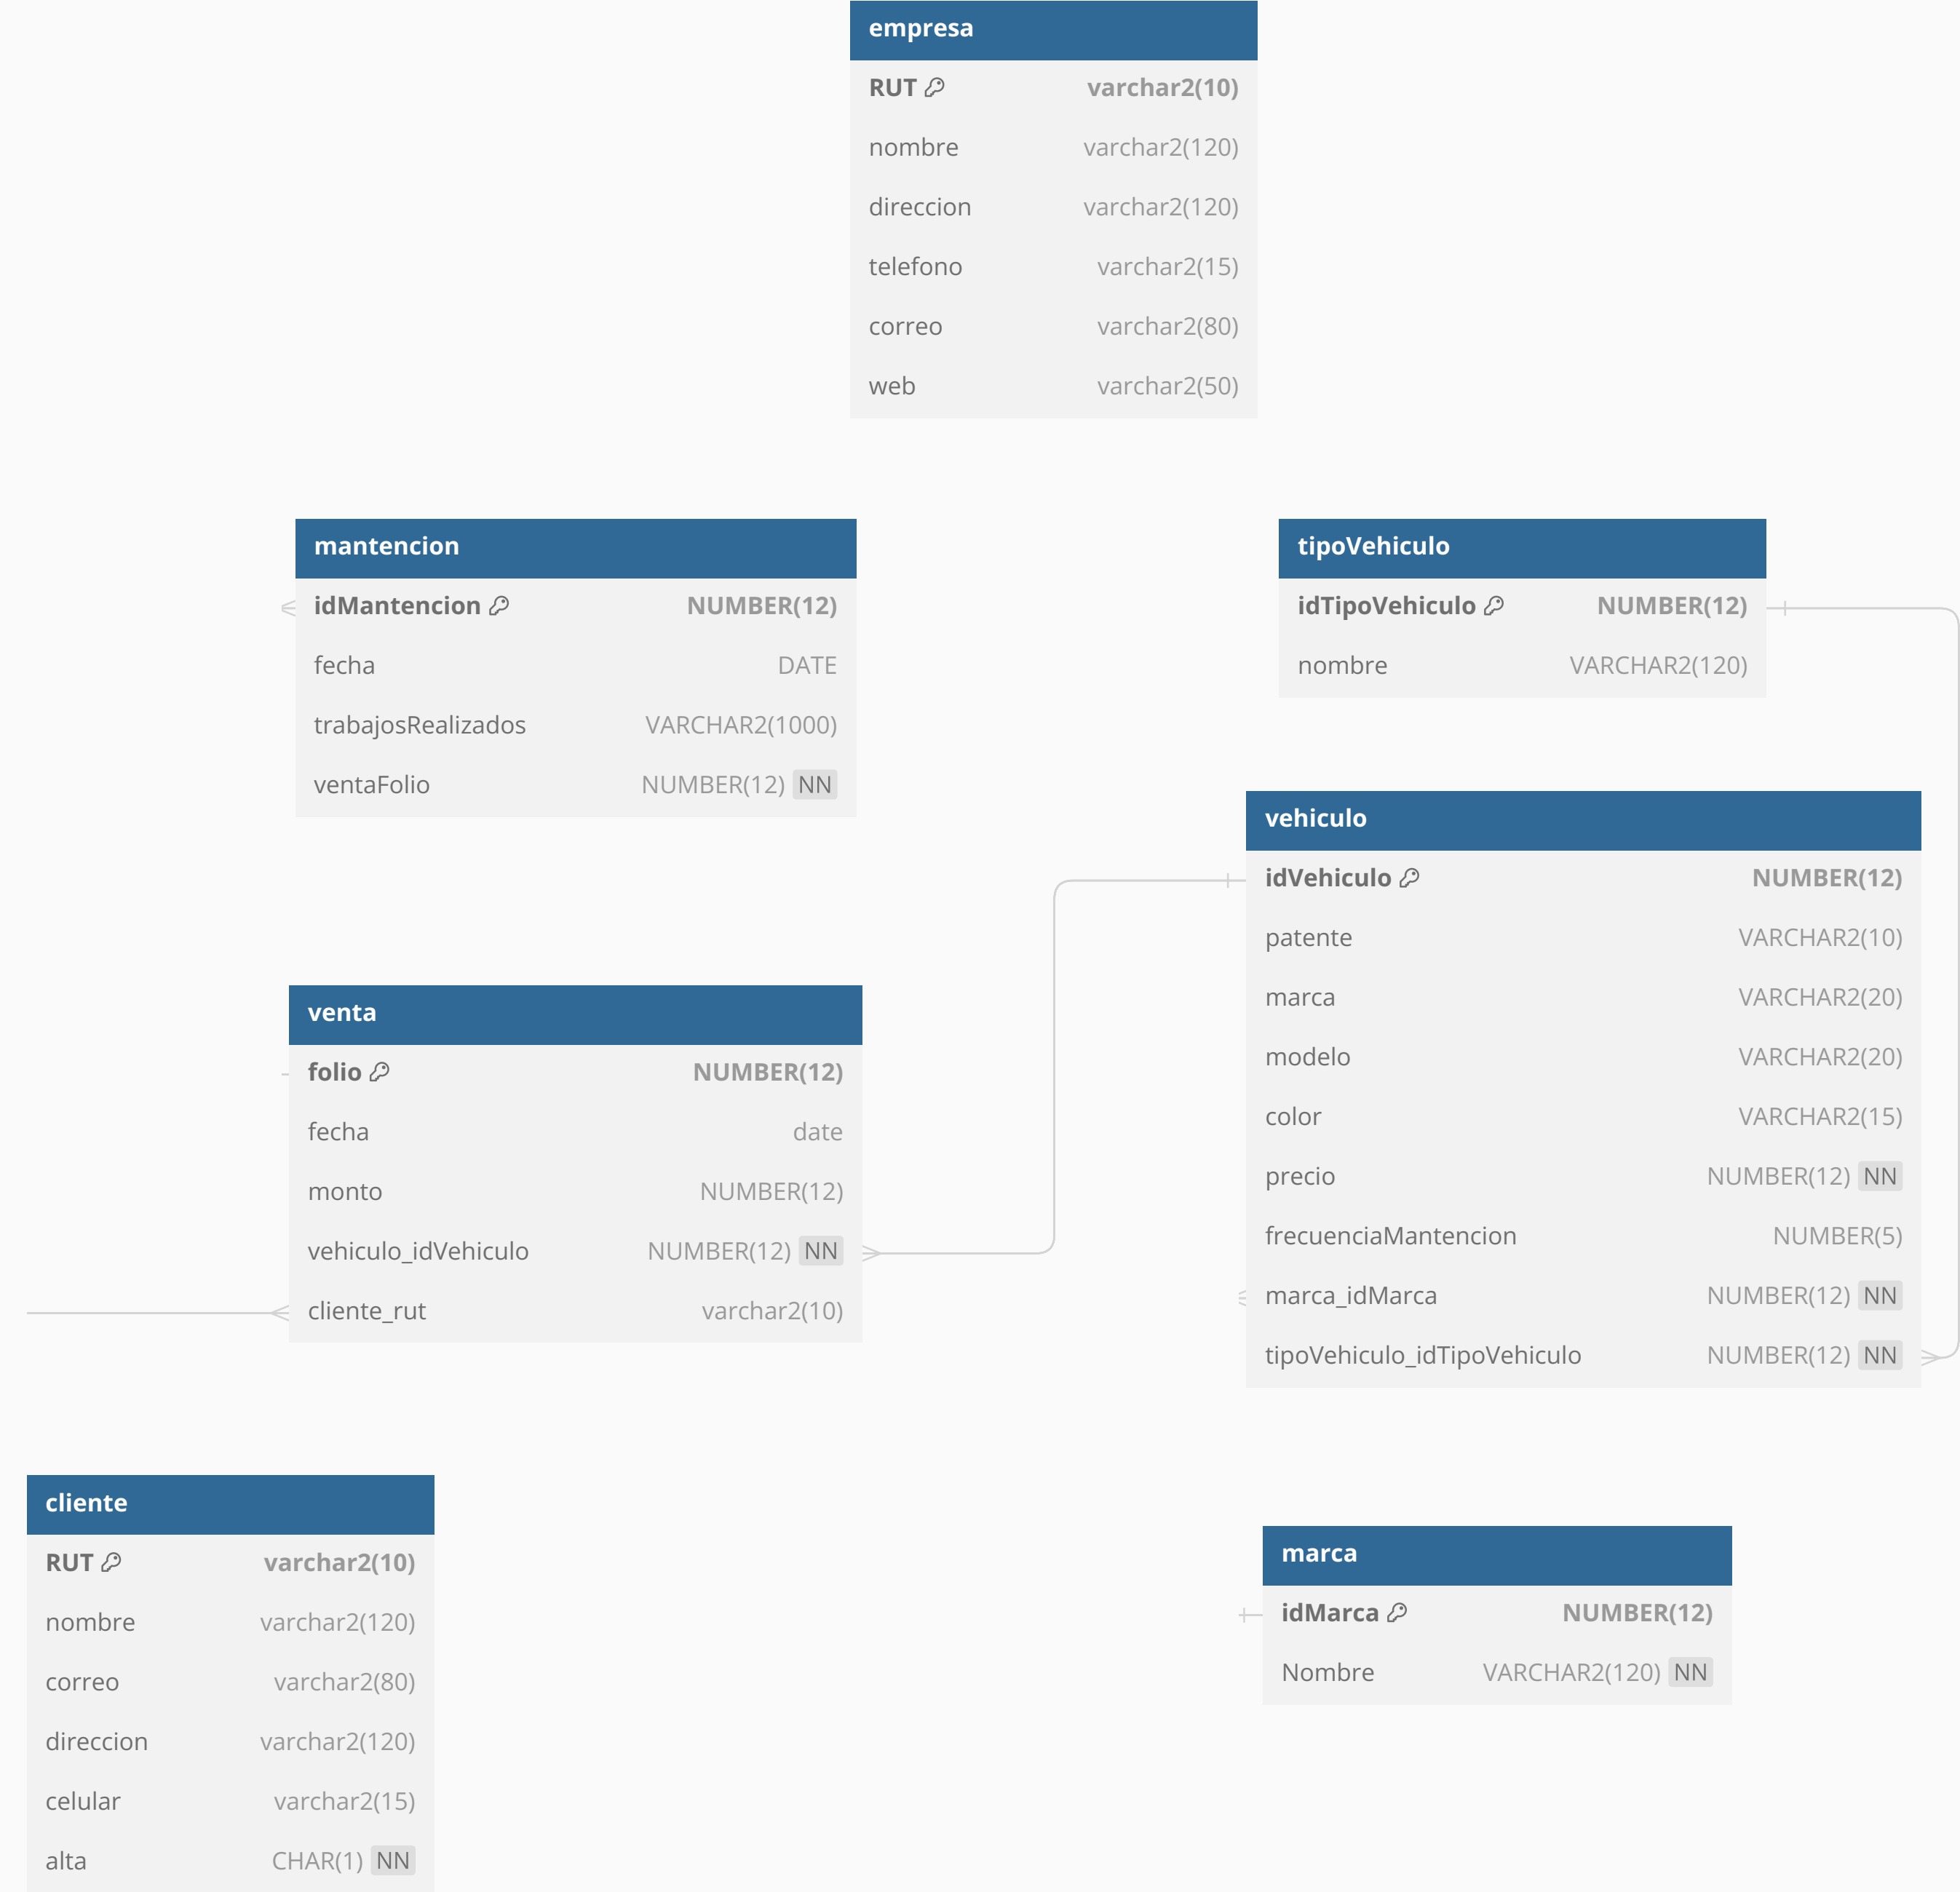 empresa
RUT varchar2(10)
nombre varchar2(120)
direccion varchar2(120)
telefono varchar2(15)
correo varchar2(80)
web varchar2(50)
mantencion
idMantencion NUMBER(12)
fecha DATE
trabajosRealizados VARCHAR2(1000)
ventaFolio NUMBER(12) NN
tipoVehiculo
idTipoVehiculo NUMBER(12)
nombre VARCHAR2(120)
vehiculo
idVehiculo NUMBER(12)
patente VARCHAR2(10)
marca VARCHAR2(20)
modelo VARCHAR2(20)
color VARCHAR2(15)
precio NUMBER(12) NN
frecuenciaMantencion NUMBER(5)
marca_idMarca NUMBER(12) NN
tipoVehiculo_idTipoVehiculo NUMBER(12) NN
venta
folio NUMBER(12)
fecha date
monto NUMBER(12)
vehiculo_idVehiculo NUMBER(12) NN
cliente_rut varchar2(10)
cliente
RUT varchar2(10)
nombre varchar2(120)
correo varchar2(80)
direccion varchar2(120)
celular varchar2(15)
alta CHAR(1) NN
marca
idMarca NUMBER(12)
Nombre VARCHAR2(120) NN